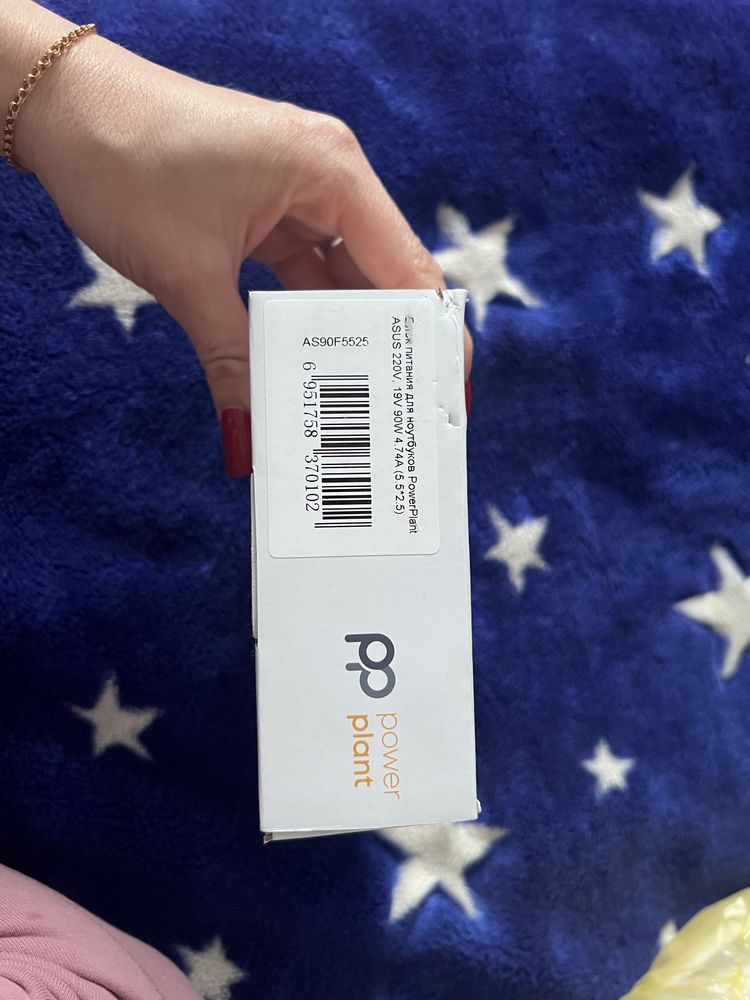 Блок питания для ноутбуков PowerPlant
ASUS 220V, 19V 90W 4.74A (5.5*2.5)
AS90F5525
6 951758 370102
power
plant